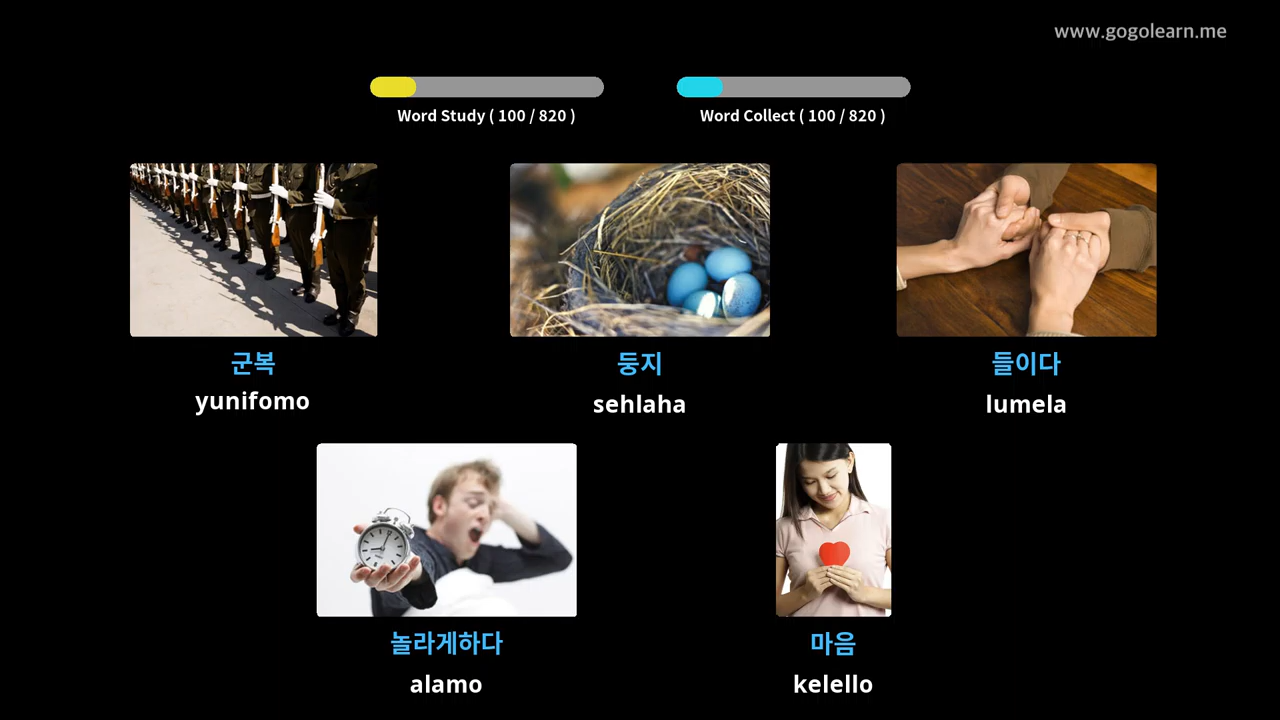 www.gogolearn.me
Word Study ( 100 / 820 )
Word Collect ( 100 / 820 )
군복
yunifomo
둥지
sehlaha
들이다
lumela
놀라게하다
alamo
마음
kelello